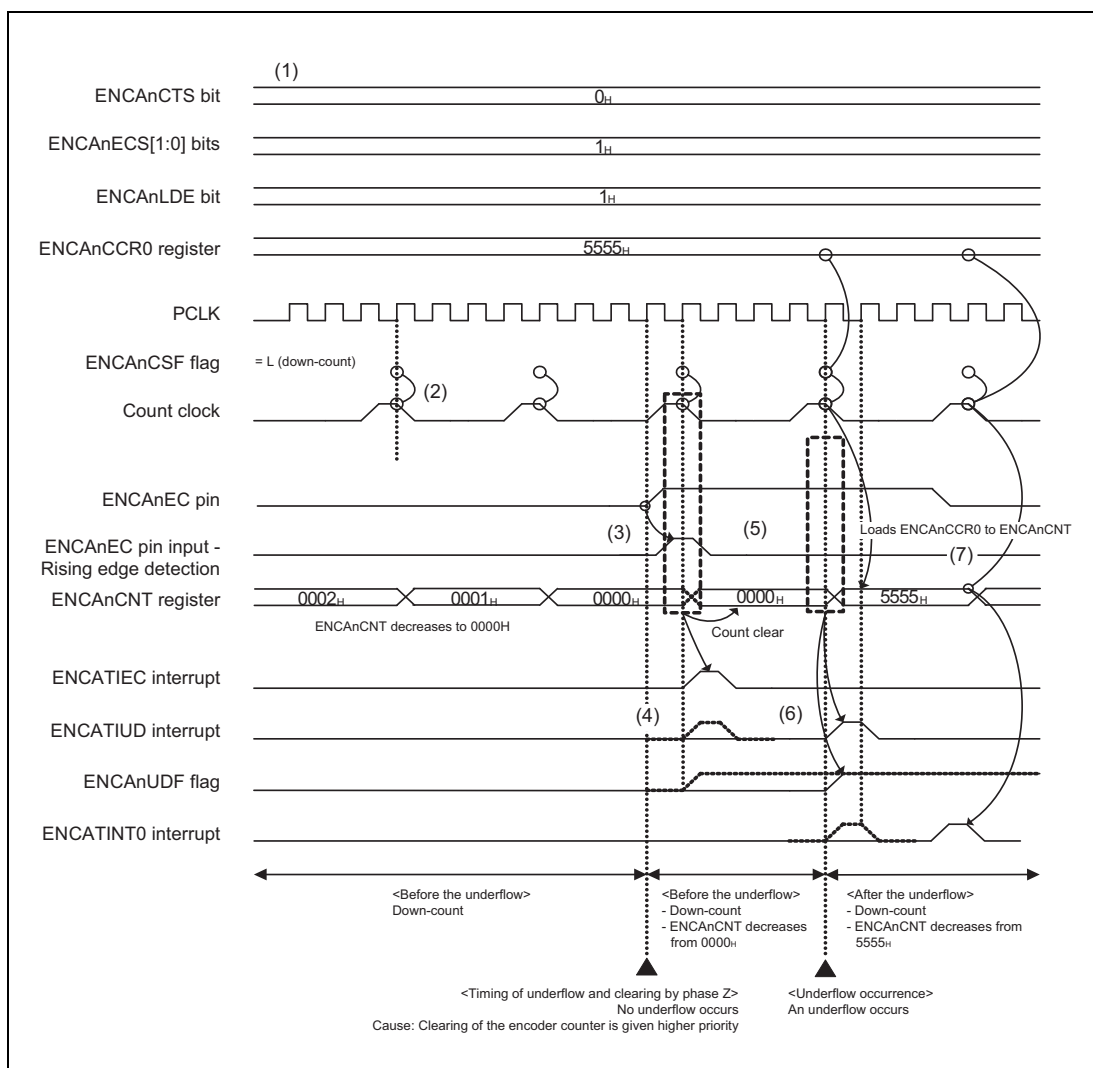 (1)
ENCAnCTS bit
0H
ENCAnECS[1:0] bits
1H
ENCAnLDE bit
1H
ENCAnCCR0 register
5555H
PCLK
ENCAnCSF flag
= L (down-count)
(2)
Count clock
ENCAnEC pin
Loads ENCAnCCR0 to ENCAnCNT
(3)
(5)
ENCAnEC pin input -
Rising edge detection
(7)
ENCAnCNT register
0002H
0001H
0000H
0000H
5555H
ENCAnCNT decreases to 0000H
Count clear
ENCATIEC interrupt
(4)
(6)
ENCATIUD interrupt
ENCAnUDF flag
ENCATINT0 interrupt
<Before the underflow>
Down-count
<Before the underflow>
- Down-count
- ENCAnCNT decreases
from 0000H
<After the underflow>
- Down-count
- ENCAnCNT decreases from
5555H
<Timing of underflow and clearing by phase Z>
No underflow occurs
Cause: Clearing of the encoder counter is given higher priority
<Underflow occurrence>
An underflow occurs